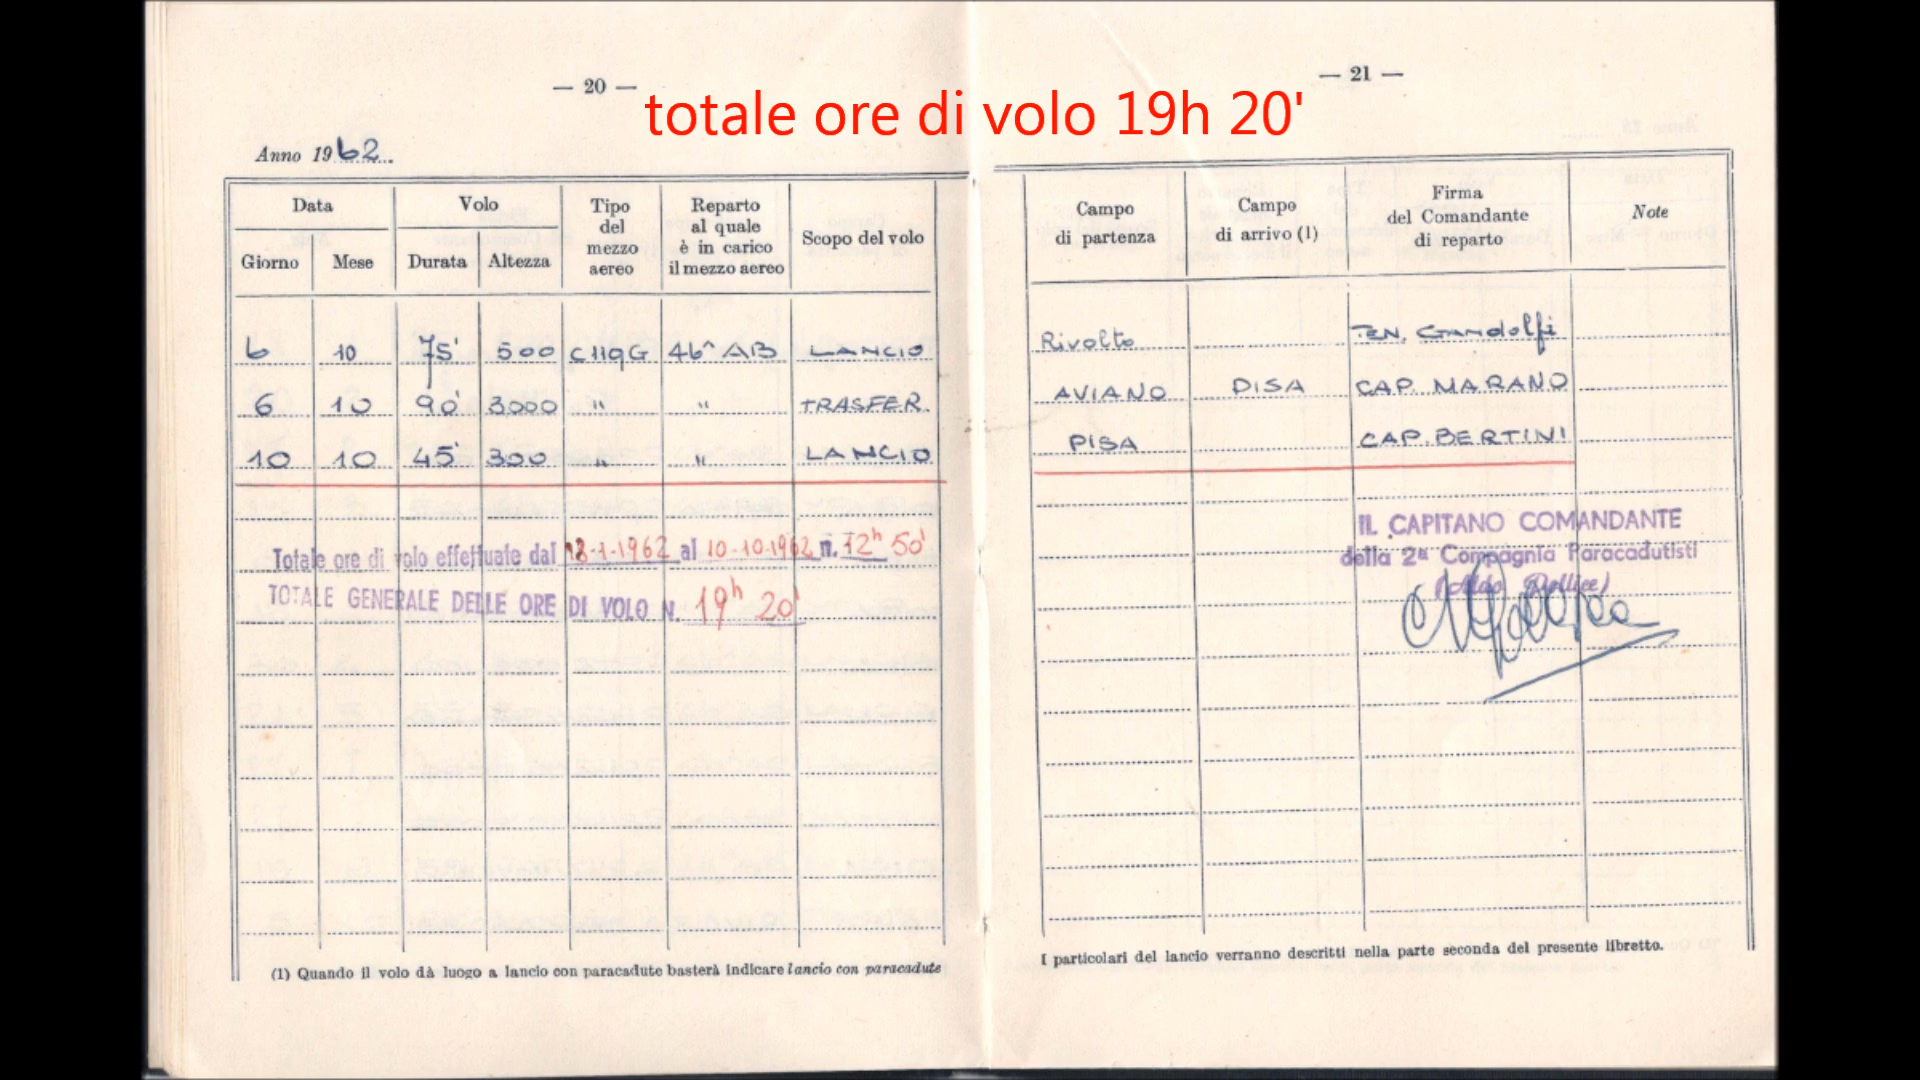 — 20 —
— 21 —
totale ore di volo 19h 20'
Anno 1962
Data
Volo
Tipo del mezzo aereo
Reparto al quale è in carico il mezzo aereo
Scopo del volo
Giorno Mese Durata Altezza
Campo di partenza
Campo di arrivo (1)
Firma del Comandante di reparto
Note
6 10 75' 500 C119G 46^ AB LANCIO Rivolto TEN. Gandolfi
6 10 90' 3000 " " TRASFER. AVIANO PISA CAP. MARANO
10 10 45' 300 " " LANCIO PISA CAP. BERTINI
Totale ore di volo effettuate dal 18-1-1962 al 10-10-1962 n. 12h 50'
TOTALE GENERALE DELLE ORE DI VOLO N. 19h 20'
IL CAPITANO COMANDANTE
della 2ª Compagnia Paracadutisti
(1) Quando il volo dà luogo a lancio con paracadute basterà indicare lancio con paracadute
I particolari del lancio verranno descritti nella parte seconda del presente libretto.